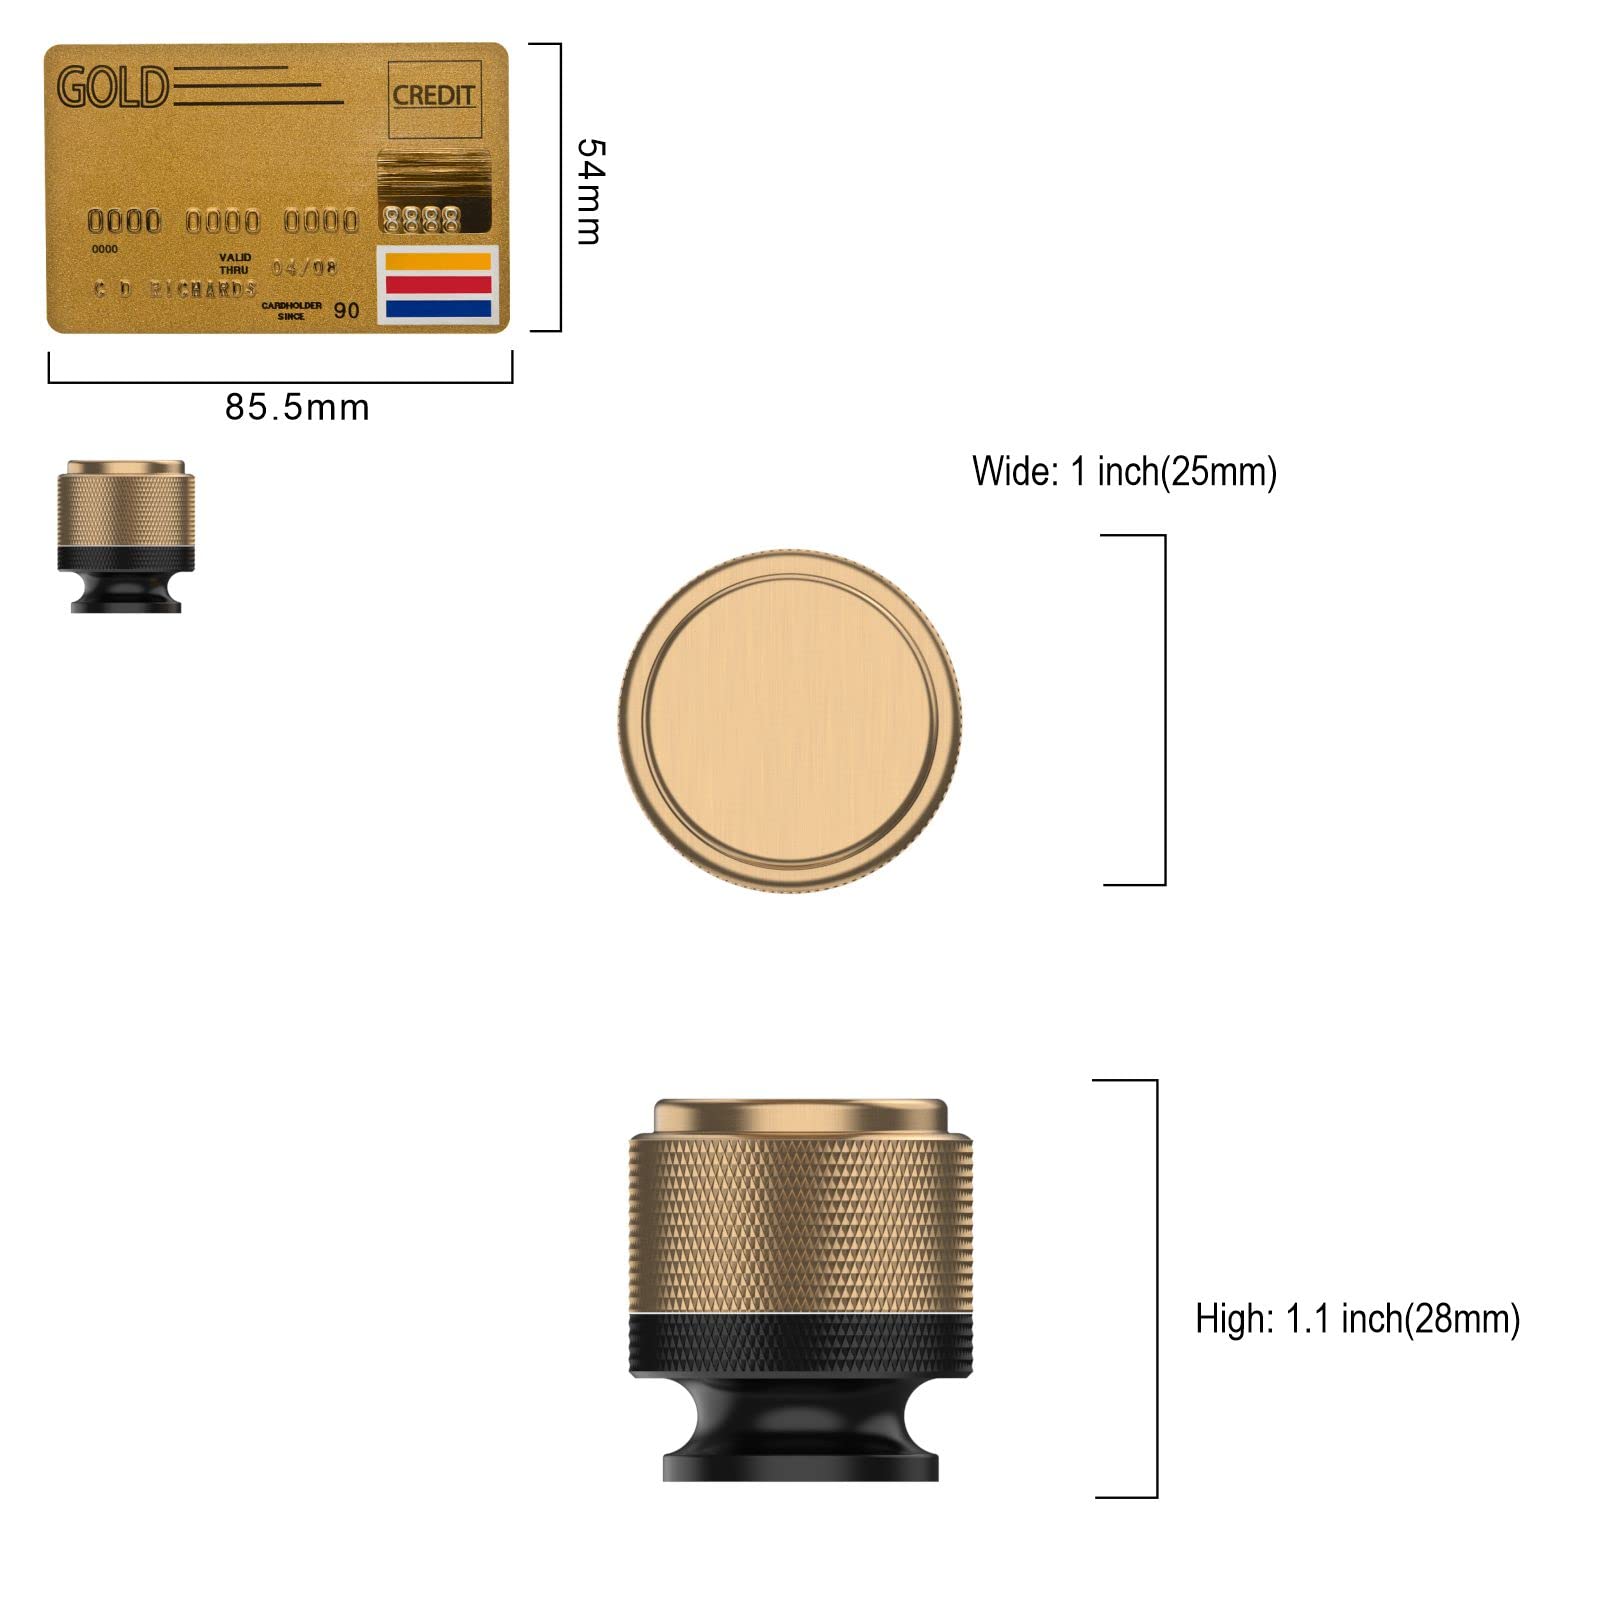 GOLD
CREDIT
0000 0000 0000 8888
0000
VALID
THRU 04/08
C D RICHARDS
CARDHOLDER
SINCE 90
54mm
85.5mm
Wide: 1 inch(25mm)
High: 1.1 inch(28mm)